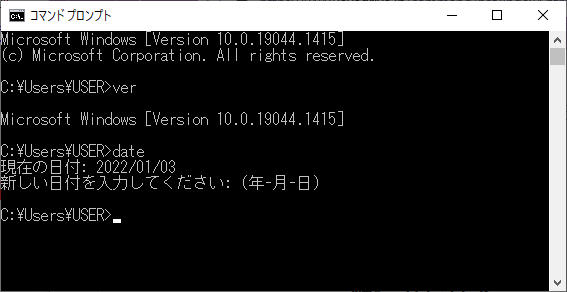 コマンド プロンプト
Microsoft Windows [Version 10.0.19044.1415]
(c) Microsoft Corporation. All rights reserved.
C:¥Users¥USER>ver
Microsoft Windows [Version 10.0.19044.1415]
C:¥Users¥USER>date
現在の日付: 2022/01/03
新しい日付を入力してください: (年-月-日)
C:¥Users¥USER>